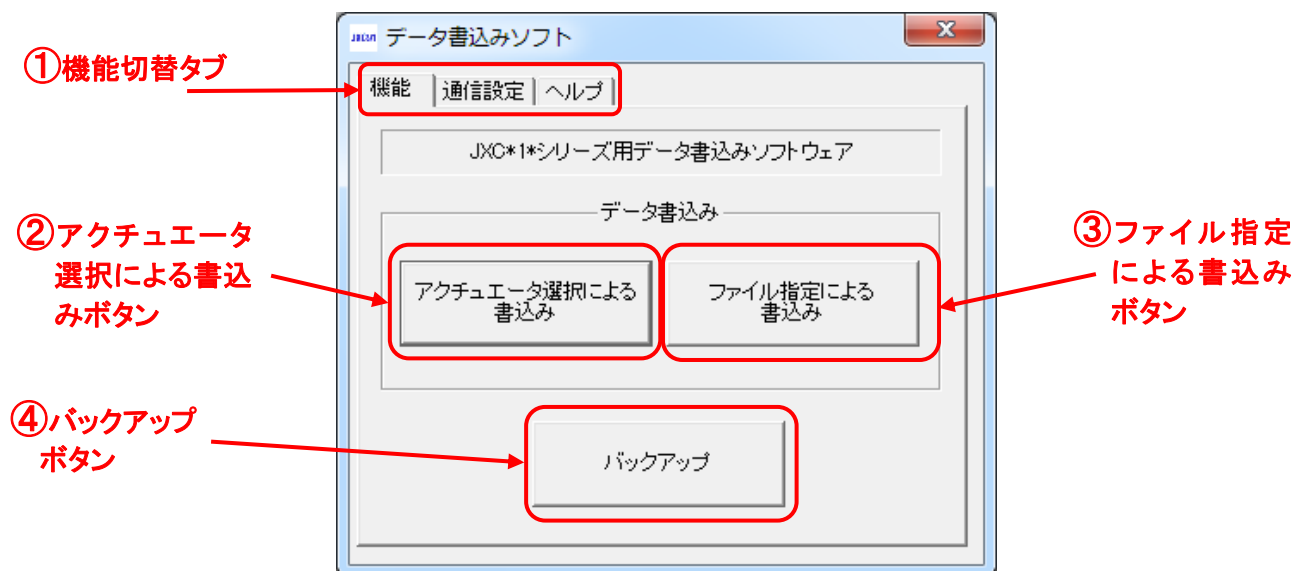 データ書込みソフト
①機能切替タブ
機能 通信設定 ヘルプ
JXC*1*シリーズ用データ書込みソフトウェア
データ書込み
②アクチュエータ
選択による書込
みボタン
アクチュエータ選択による
書込み
ファイル指定による
書込み
③ファイル指定
による書込み
ボタン
④バックアップ
ボタン
バックアップ